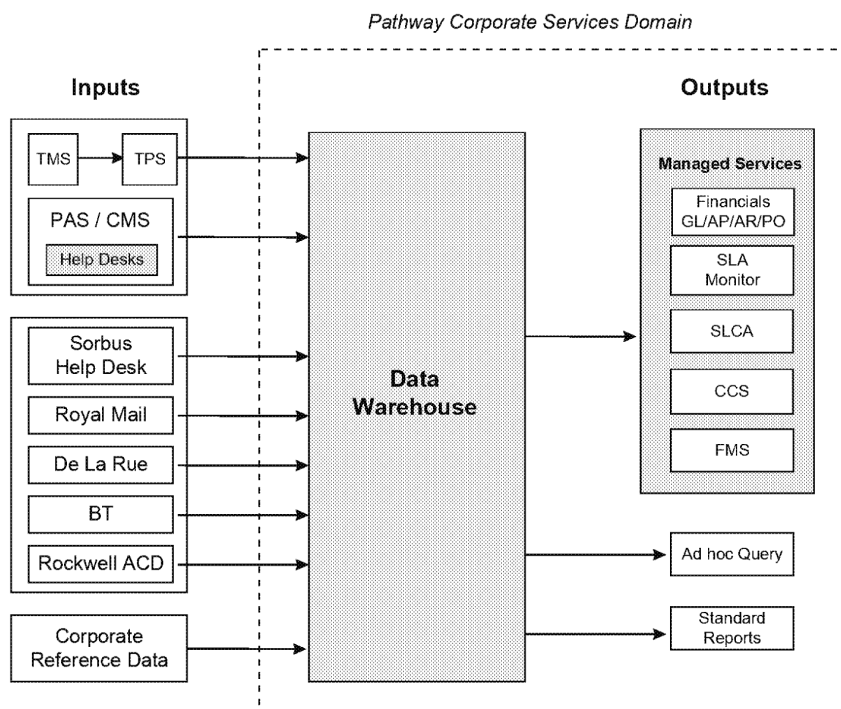 Pathway Corporate Services Domain
Inputs
Outputs
TMS
TPS
PAS / CMS
Help Desks
Sorbus
Help Desk
Royal Mail
De La Rue
BT
Rockwell ACD
Corporate
Reference Data
Data
Warehouse
Managed Services
Financials
GL/AP/AR/PO
SLA
Monitor
SLCA
CCS
FMS
Ad hoc Query
Standard
Reports